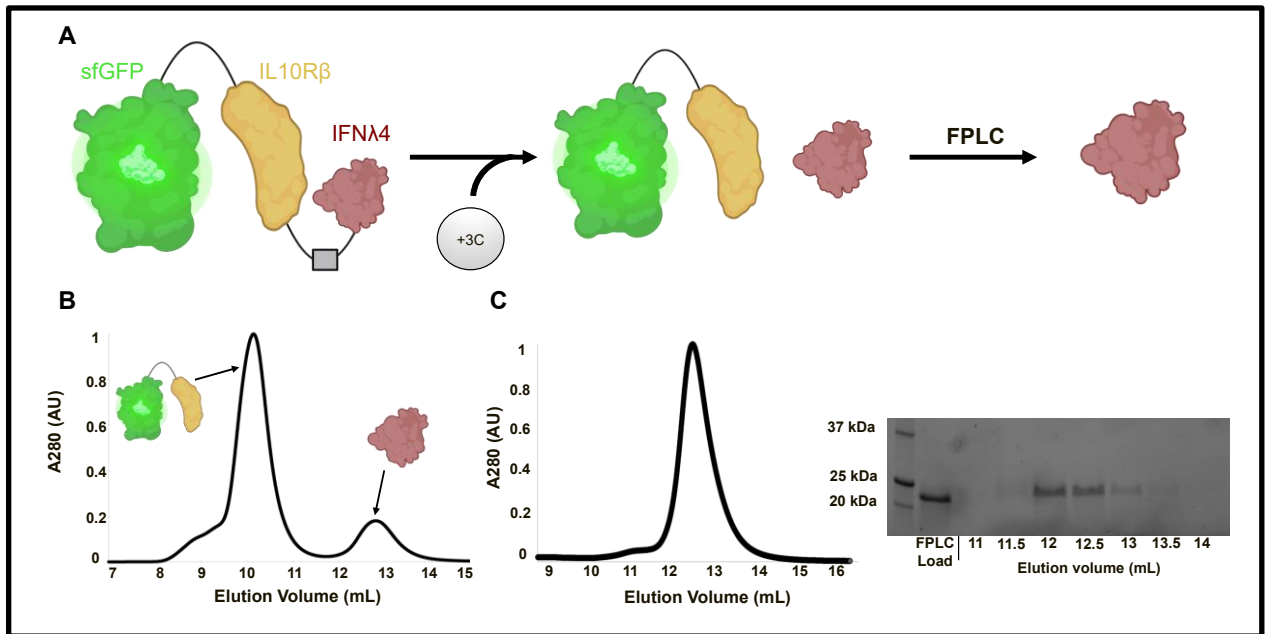 A
sfGFP
IL10Rβ
IFNλ4
+3C
FPLC
B
A280 (AU)
1
0.8
0.6
0.4
0.2
0
7 8 9 10 11 12 13 14 15
Elution Volume (mL)
C
A280 (AU)
1
0.8
0.6
0.4
0.2
0
9 10 11 12 13 14 15 16
Elution Volume (mL)
37 kDa
25 kDa
20 kDa
FPLC
Load
11 11.5 12 12.5 13 13.5 14
Elution volume (mL)